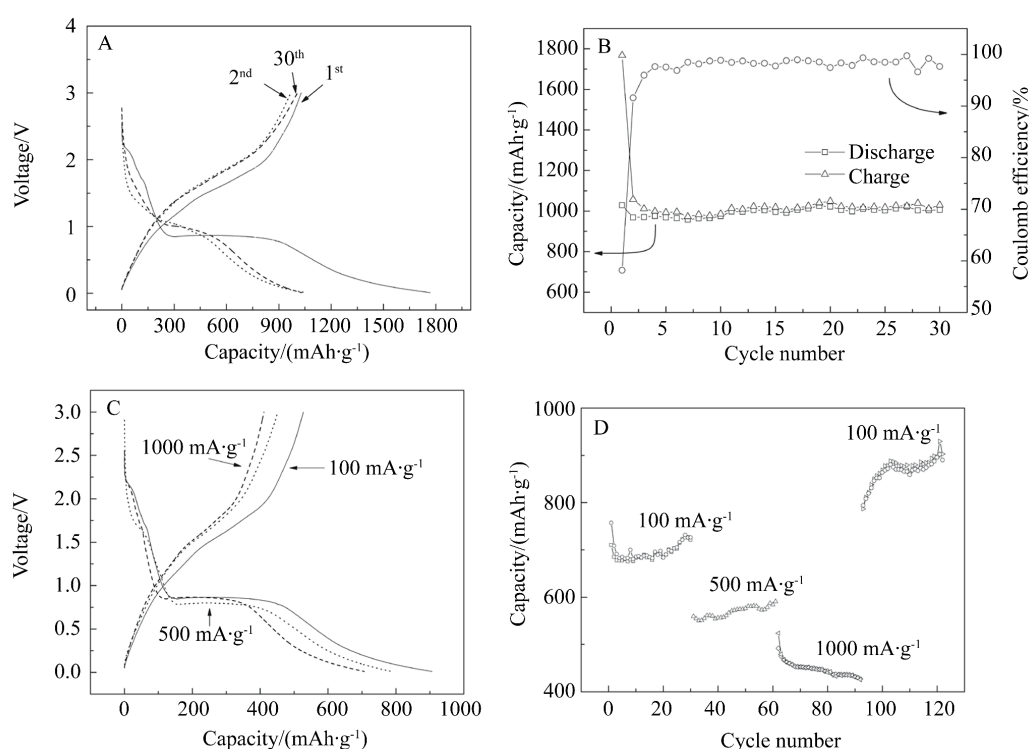 A
4
3
2
1
0
Voltage/V
2nd
30th
1st
0 300 600 900 1200 1500 1800
Capacity/(mAh·g-1)
B
1800
1600
1400
1200
1000
800
600
Capacity/(mAh·g-1)
Discharge
Charge
100
90
80
70
60
50
Coulomb efficiency/%
0 5 10 15 20 25 30
Cycle number
C
3.0
2.5
2.0
1.5
1.0
0.5
0.0
Voltage/V
1000 mA·g-1
100 mA·g-1
500 mA·g-1
0 200 400 600 800 1000
Capacity/(mAh·g-1)
D
1000
800
600
400
Capacity/(mAh·g-1)
100 mA·g-1
100 mA·g-1
500 mA·g-1
1000 mA·g-1
0 20 40 60 80 100 120
Cycle number